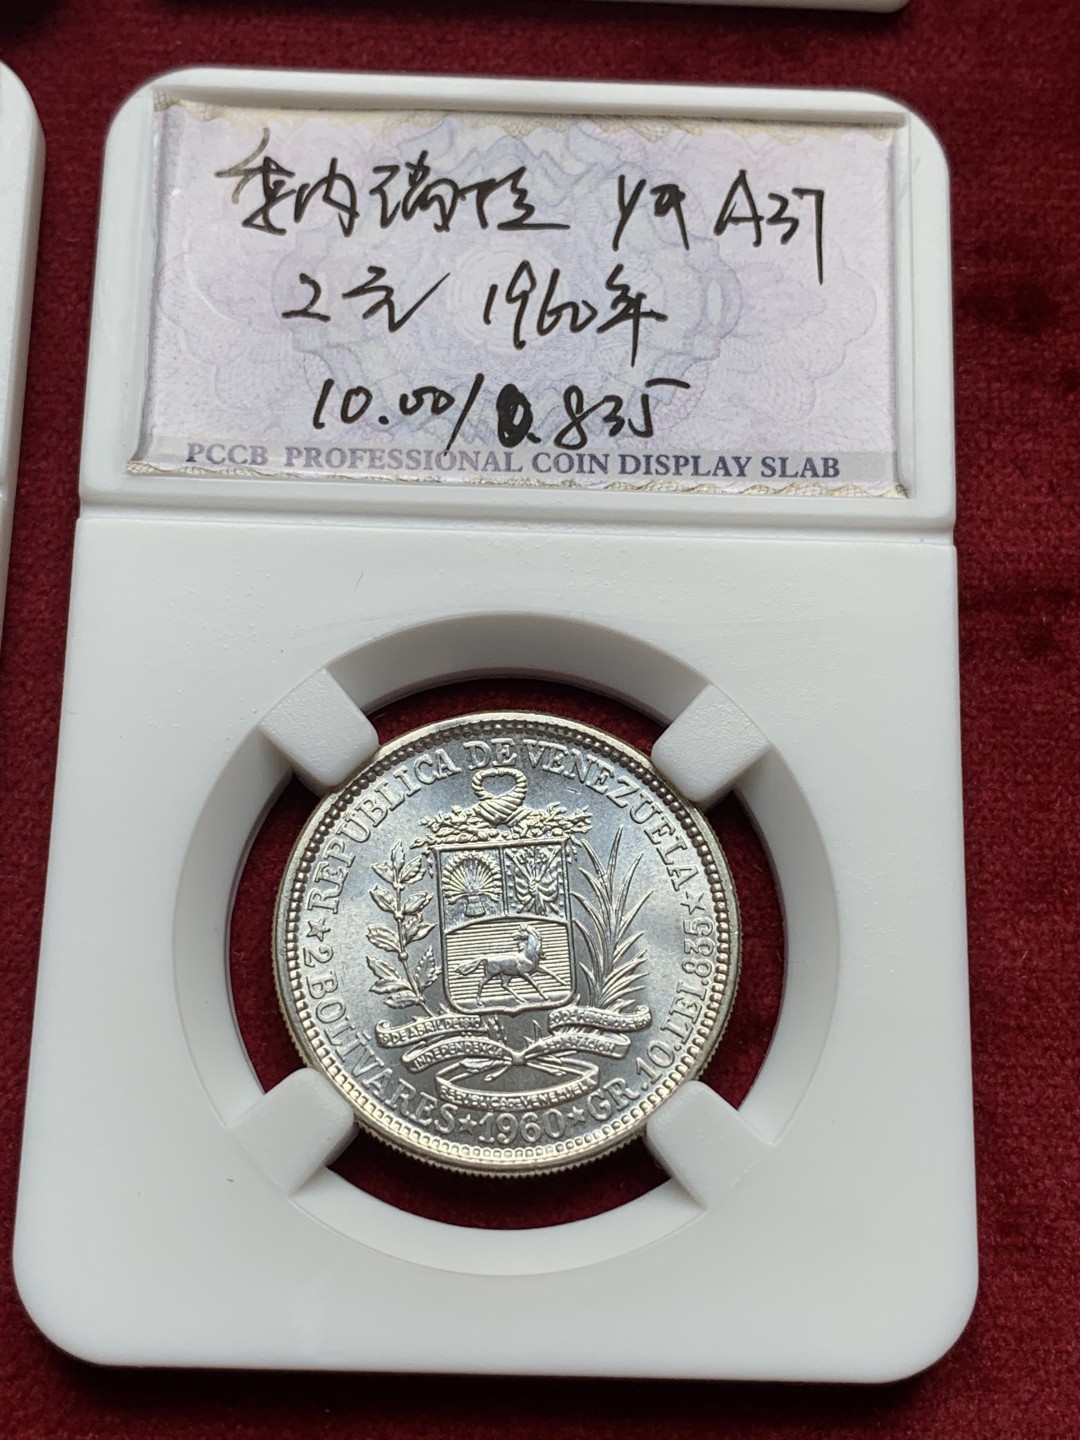 委内瑞拉 Y# A37
2元 1960年
10.00/0.835
PCCB PROFESSIONAL COIN DISPLAY SLAB
★ REPUBLICA DE VENEZUELA ★
2 BOLIVARES ★ 1960 ★ GR.10.LEI.835
INDEPENDENCIA